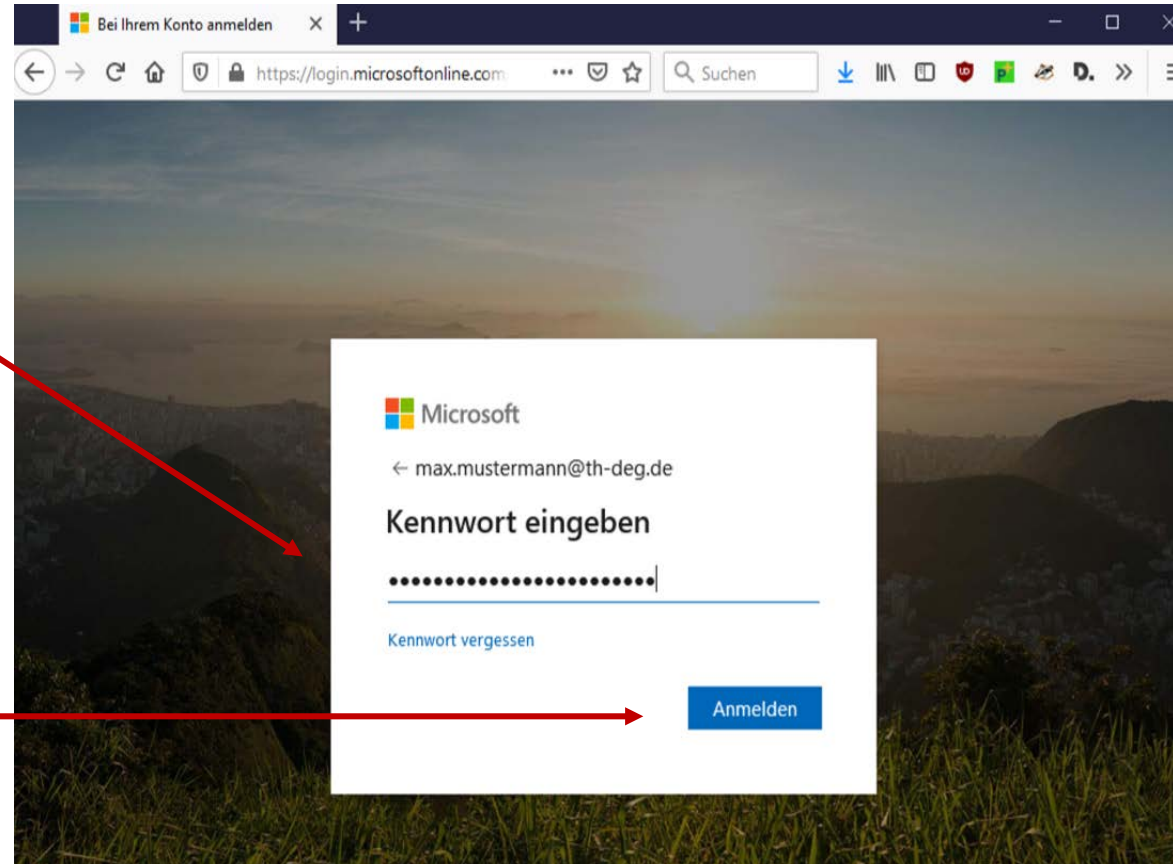 Bei Ihrem Konto anmelden
https://login.microsoftonline.com
Suchen
D.
Microsoft
← max.mustermann@th-deg.de
Kennwort eingeben
••••••••••••••••••••••••
Kennwort vergessen
Anmelden